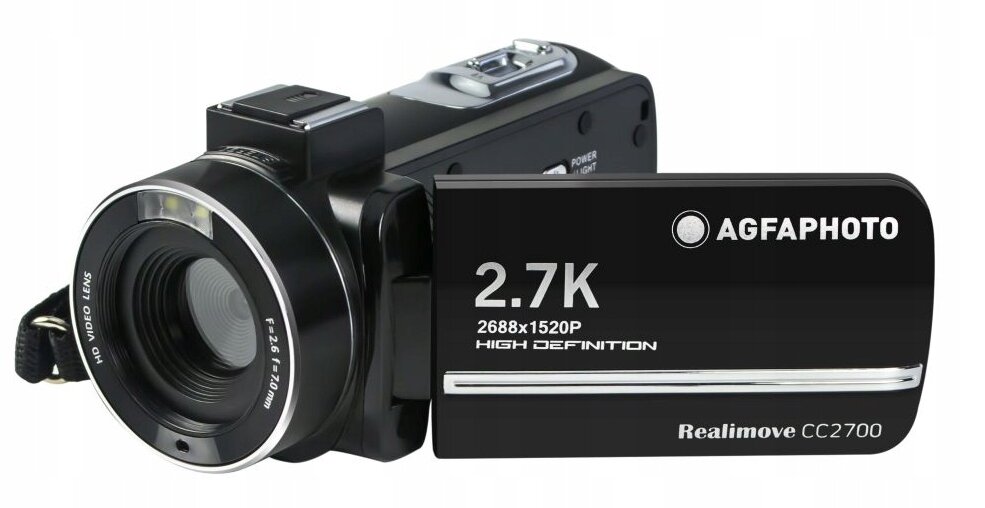 POWER
LIGHT
AGFAPHOTO
2.7K
2688x1520P
HIGH DEFINITION
Realimove CC2700
HD VIDEO LENS
F=2.6 f=7.0mm